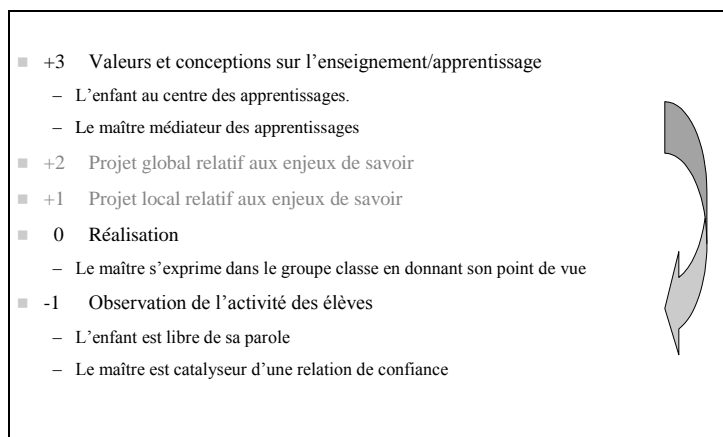 +3 Valeurs et conceptions sur l’enseignement/apprentissage
– L’enfant au centre des apprentissages.
– Le maître médiateur des apprentissages
+2 Projet global relatif aux enjeux de savoir
+1 Projet local relatif aux enjeux de savoir
0 Réalisation
– Le maître s’exprime dans le groupe classe en donnant son point de vue
-1 Observation de l’activité des élèves
– L’enfant est libre de sa parole
– Le maître est catalyseur d’une relation de confiance